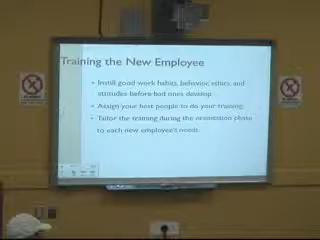 Training the New Employee
• Instill good work habits, behavior, ethics, and
attitudes before bad ones develop.
• Assign your best people to do your training.
• Tailor the training during the orientation phase
to each new employee's needs.